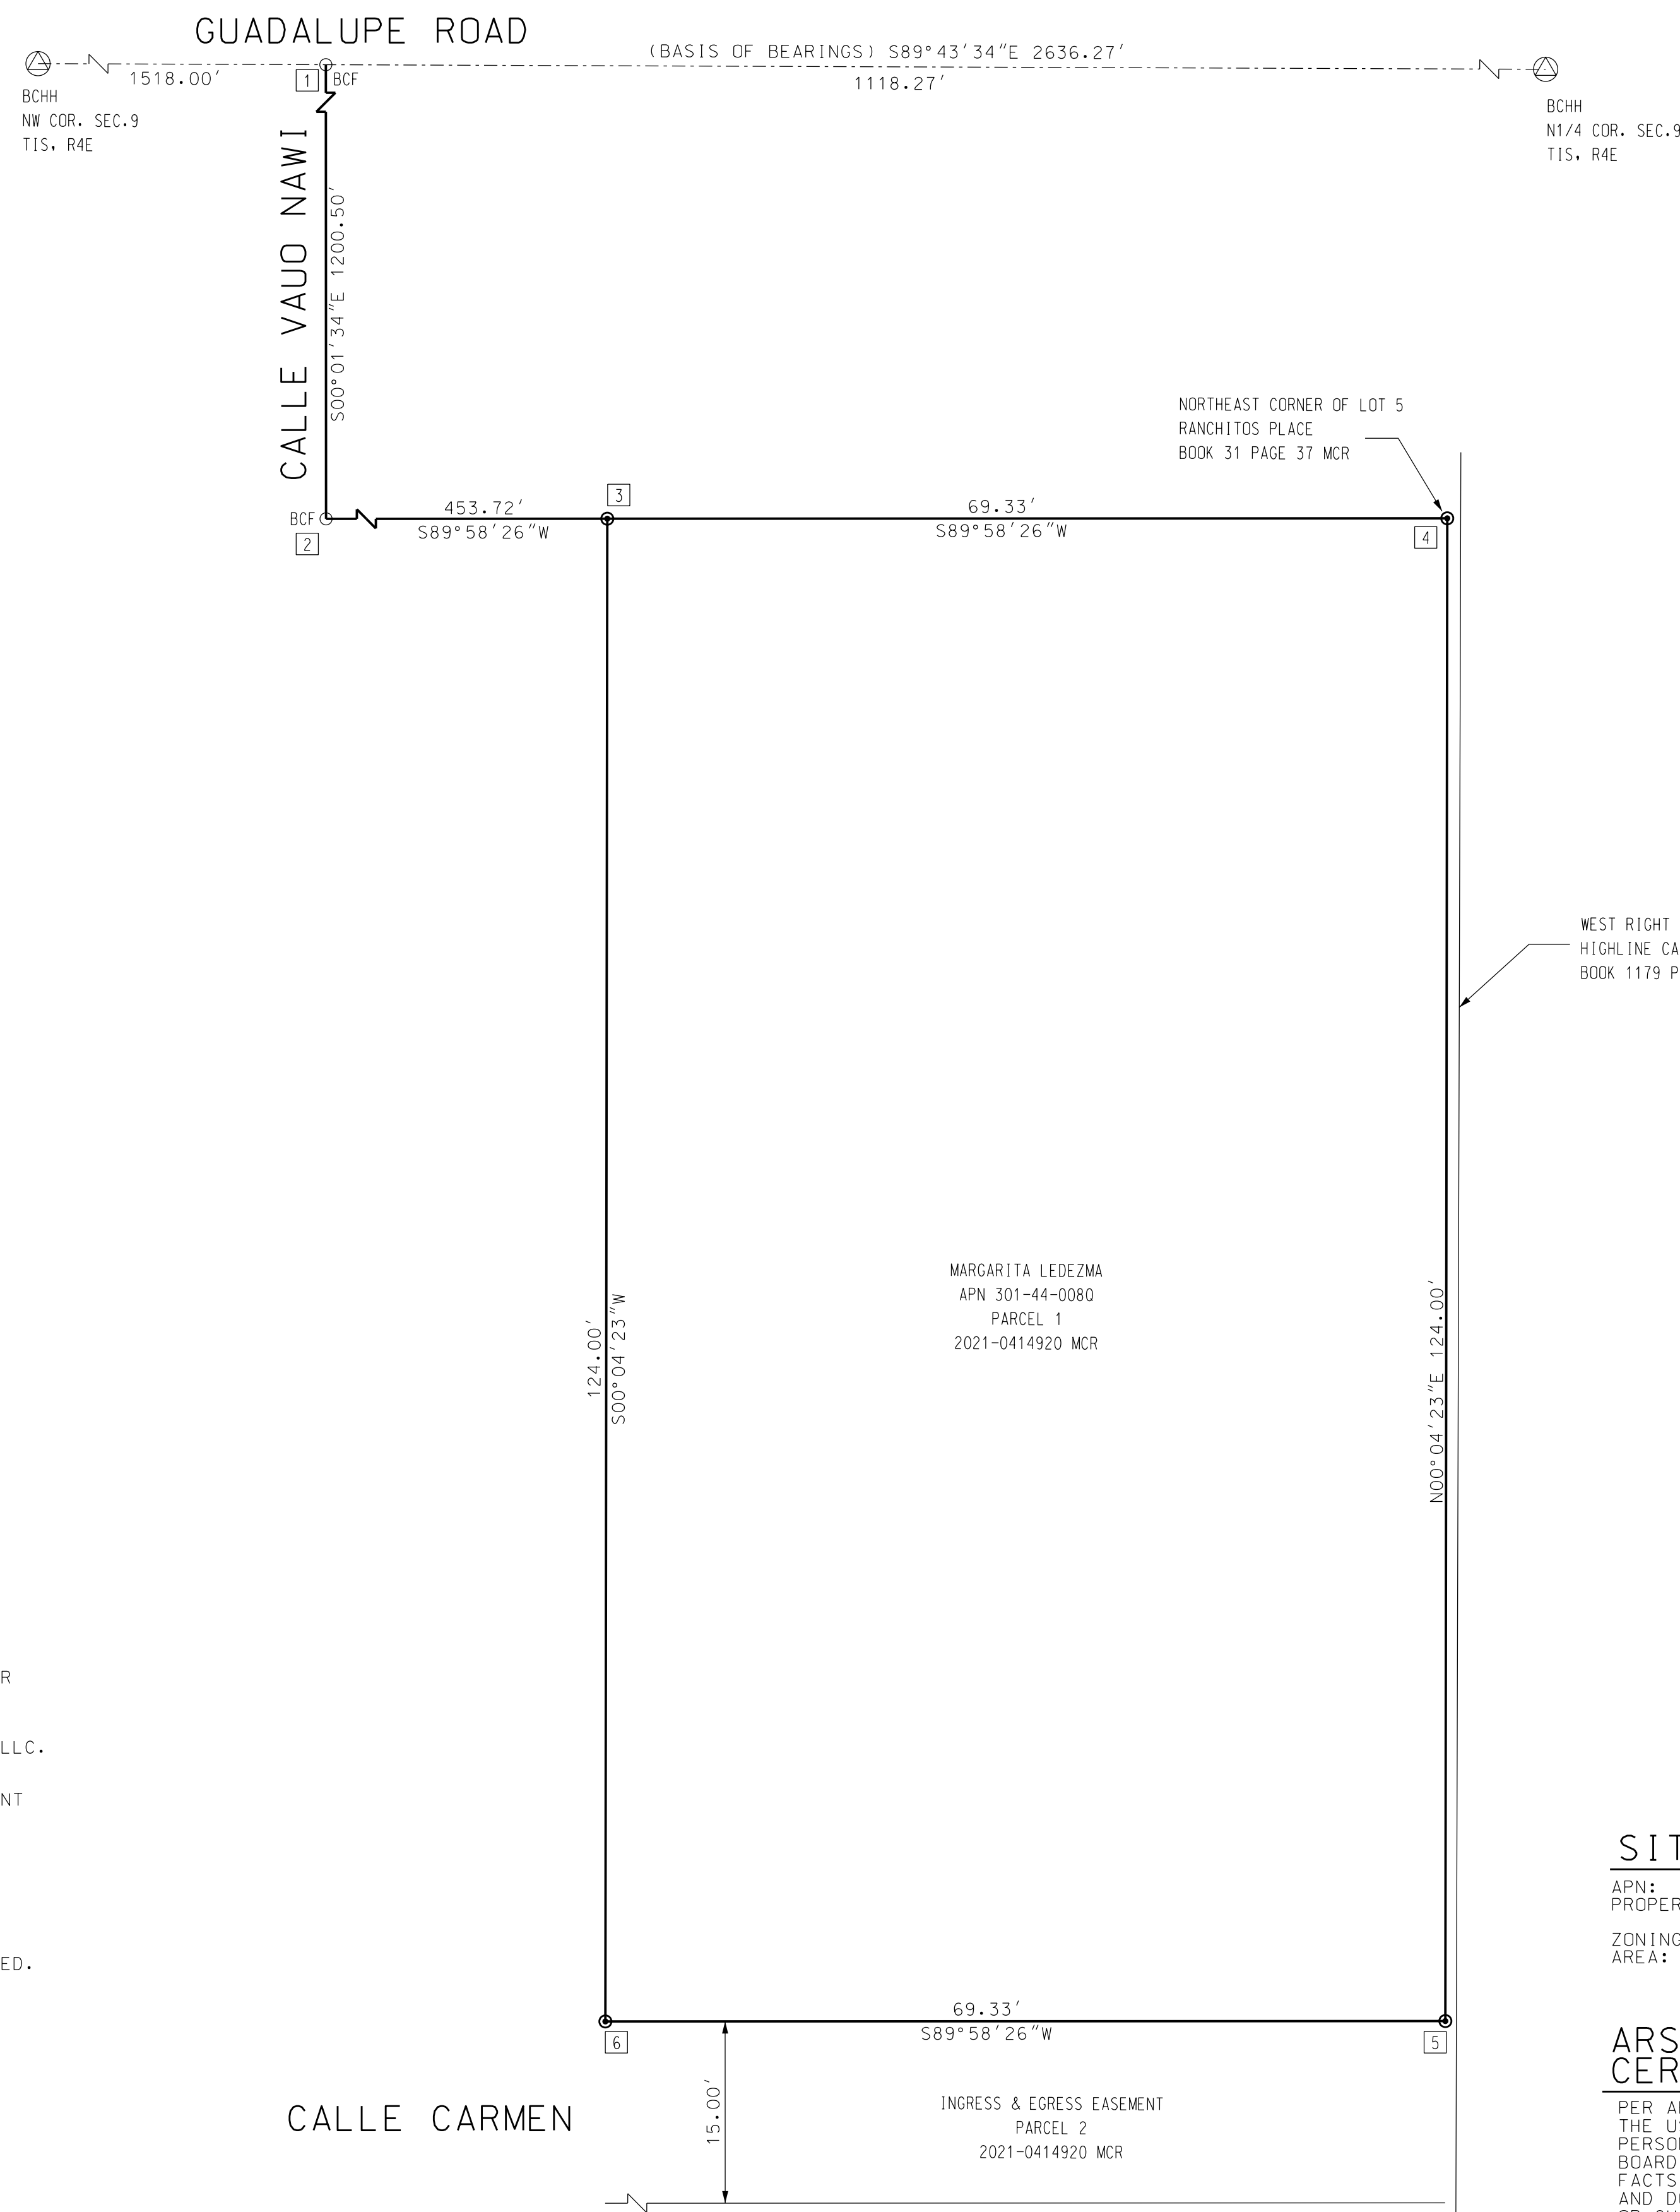 GUADALUPE ROAD
(BASIS OF BEARINGS) S89°43'34"E 2636.27'
1518.00'
1
BCF
1118.27'
BCHH
NW COR. SEC.9
TIS, R4E
BCHH
N1/4 COR. SEC.9
TIS, R4E
CALLE VAUO NAWI
S00°01'34"E 1200.50'
NORTHEAST CORNER OF LOT 5
RANCHITOS PLACE
BOOK 31 PAGE 37 MCR
BCF
2
453.72'
S89°58'26"W
3
69.33'
S89°58'26"W
4
WEST RIGHT
HIGHLINE CA
BOOK 1179 P
MARGARITA LEDEZMA
APN 301-44-008Q
PARCEL 1
2021-0414920 MCR
124.00'
S00°04'23"W
N00°04'23"E 124.00'
R
LLC.
NT
ED.
SIT
APN:
PROPER
ZONING
AREA:
69.33'
S89°58'26"W
6
5
15.00'
CALLE CARMEN
INGRESS & EGRESS EASEMENT
PARCEL 2
2021-0414920 MCR
ARS
CER
PER A
THE U
PERSO
BOARD
FACTS
AND D